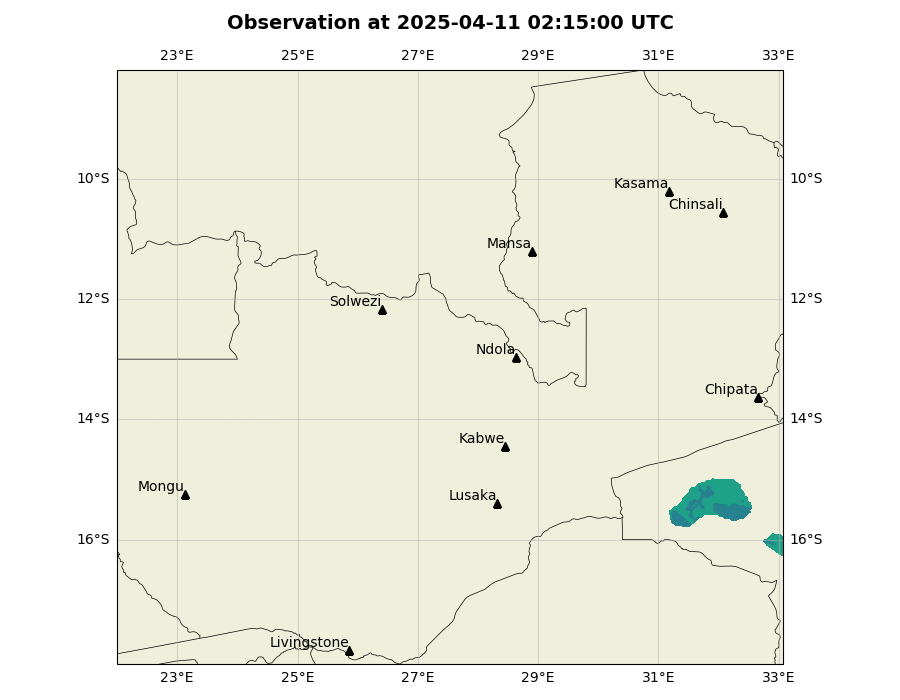 Observation at 2025-04-11 02:15:00 UTC
23°E 25°E 27°E 29°E 31°E 33°E
10°S 10°S
Kasama
Chinsali
Mansa
12°S 12°S
Solwezi
Ndola
Chipata
14°S 14°S
Kabwe
Mongu
Lusaka
16°S 16°S
Livingstone
23°E 25°E 27°E 29°E 31°E 33°E